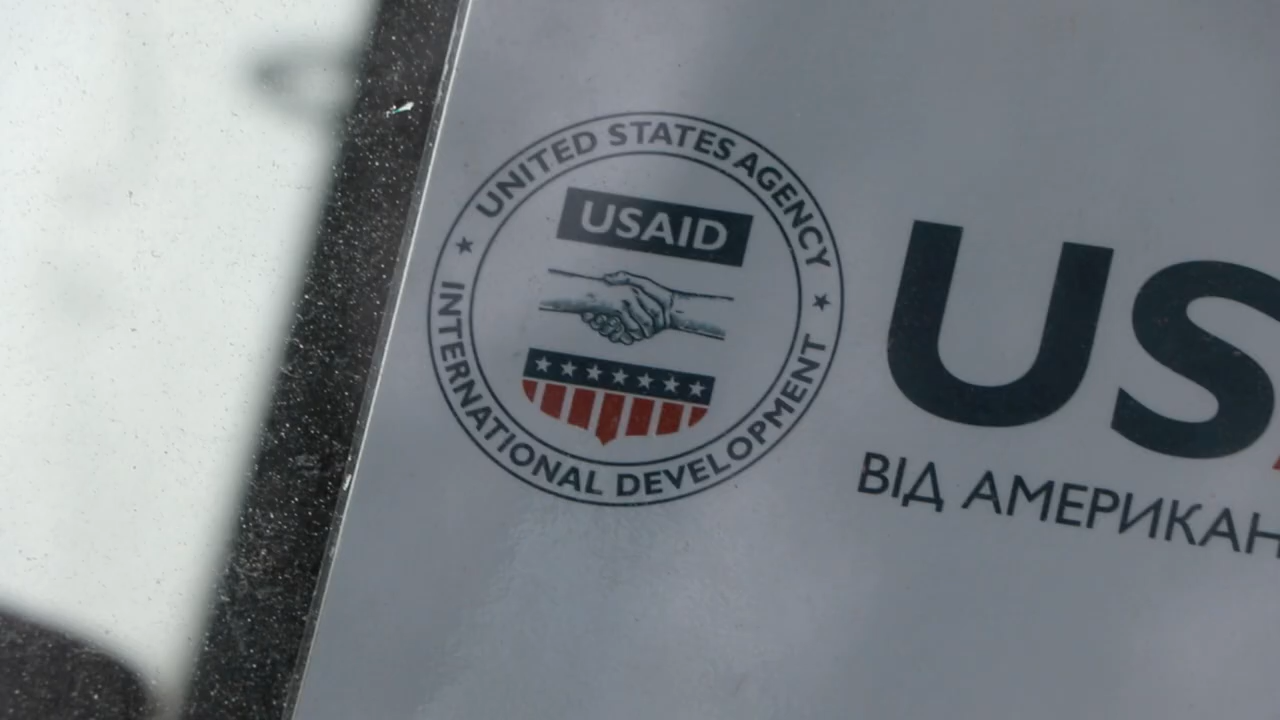 UNITED STATES AGENCY
USAID
INTERNATIONAL DEVELOPMENT
US
ВІД АМЕРИКАН